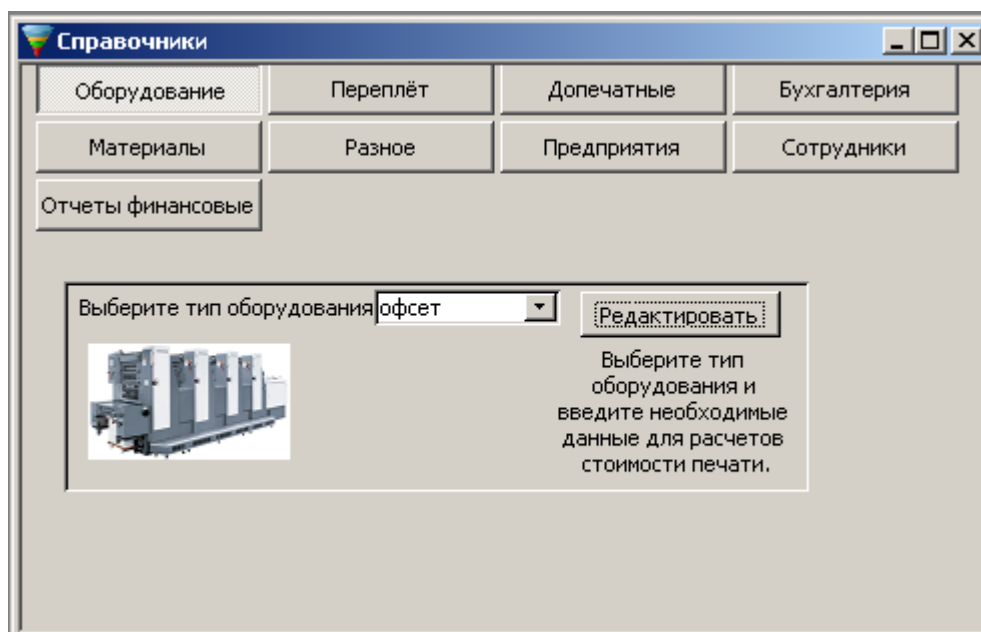 Справочники
Оборудование Переплёт Допечатные Бухгалтерия
Материалы Разное Предприятия Сотрудники
Отчеты финансовые
Выберите тип оборудования офсет Редактировать
Выберите тип
оборудования и
введите необходимые
данные для расчетов
стоимости печати.